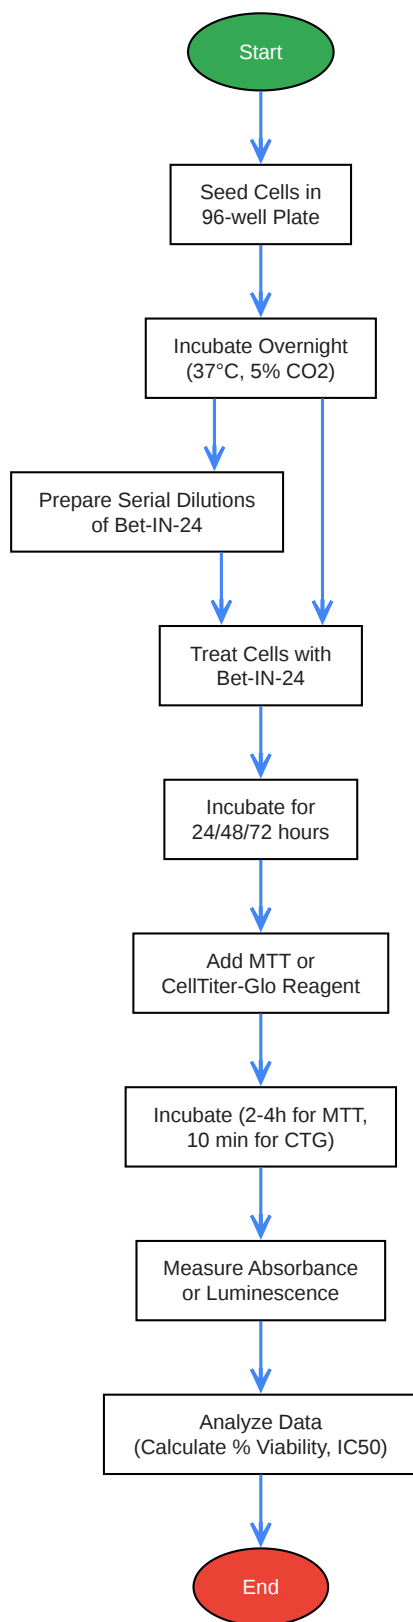 Start
Seed Cells in
96-well Plate
Incubate Overnight
(37°C, 5% CO2)
Prepare Serial Dilutions
of Bet-IN-24
Treat Cells with
Bet-IN-24
Incubate for
24/48/72 hours
Add MTT or
CellTiter-Glo Reagent
Incubate (2-4h for MTT,
10 min for CTG)
Measure Absorbance
or Luminescence
Analyze Data
(Calculate % Viability, IC50)
End